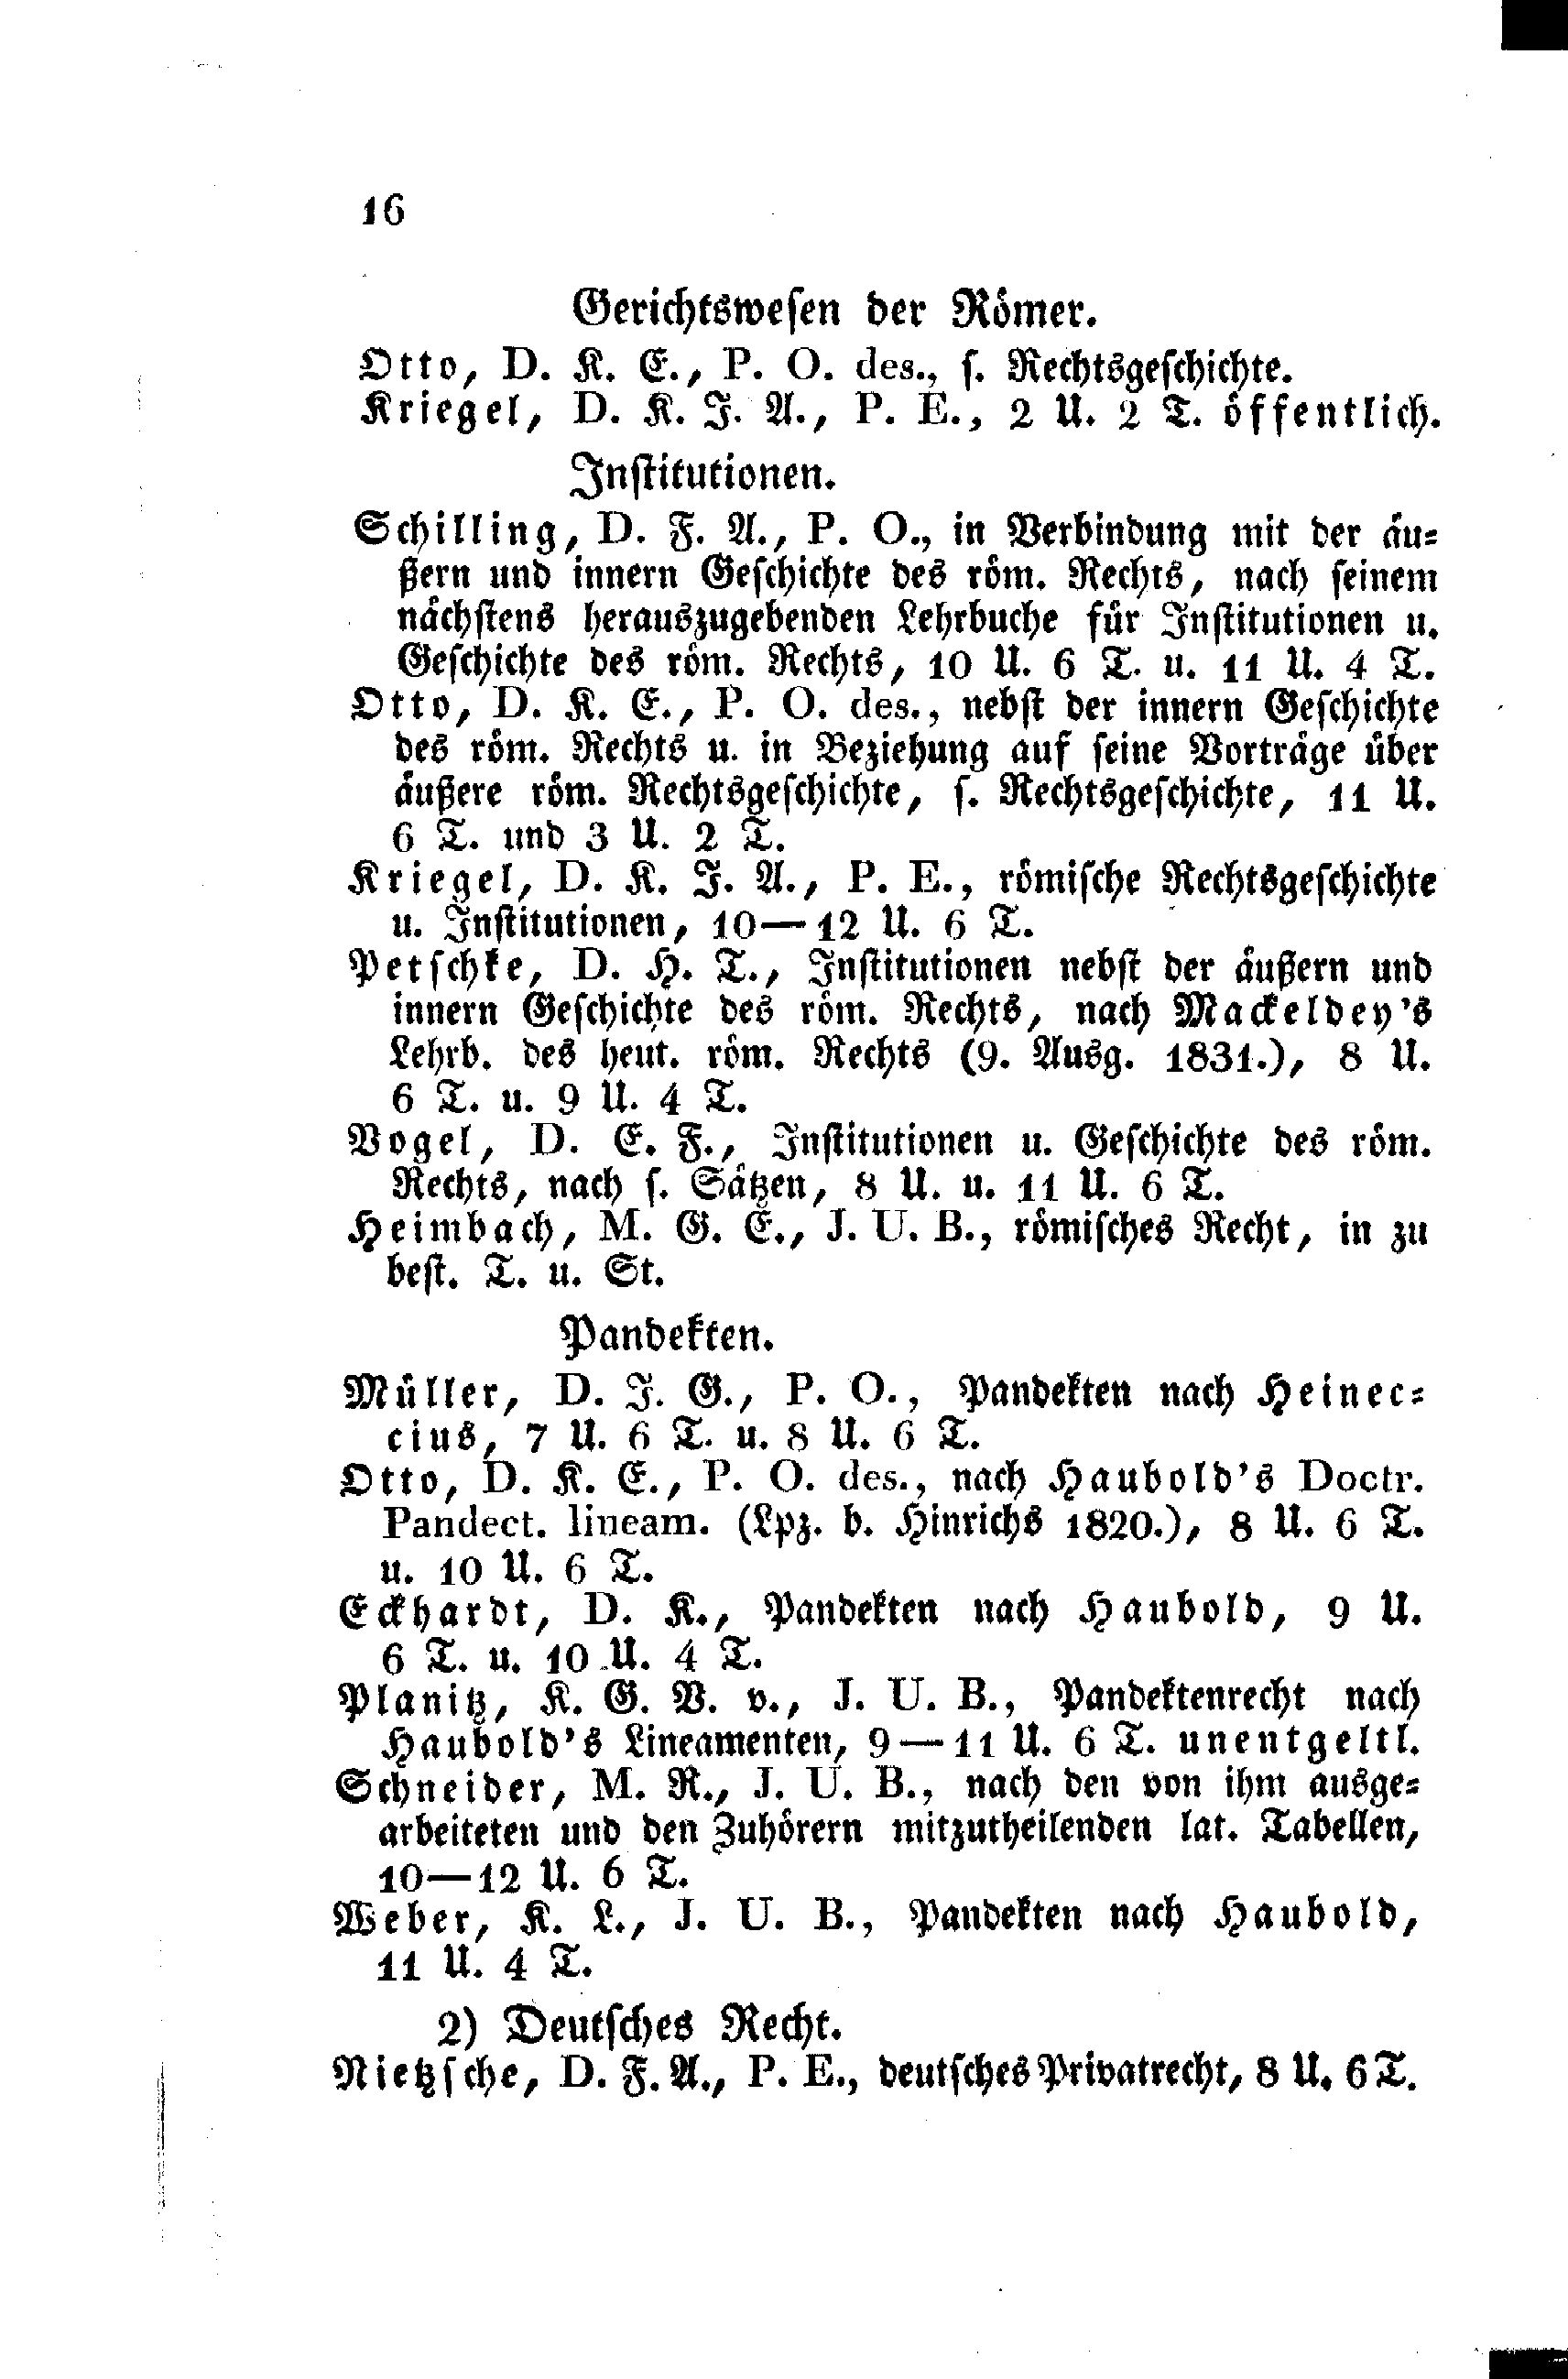 16
Gerichtswesen der Römer.
Otto, D. K. E., P. O. des., s. Rechtsgeschichte.
Kriegel, D. K. J. A., P. E., 2 U. 2 T. öffentlich.
Institutionen.
Schilling, D. F. A., P. O., in Verbindung mit der äu-
ßern und innern Geschichte des röm. Rechts, nach seinem
nächstens herauszugebenden Lehrbuche für Institutionen u.
Geschichte des röm. Rechts, 10 U. 6 T. u. 11 U. 4 T.
Otto, D. K. E., P. O. des., nebst der innern Geschichte
des röm. Rechts u. in Beziehung auf seine Vorträge über
äußere röm. Rechtsgeschichte, s. Rechtsgeschichte, 11 U.
6 T. und 3 U. 2 T.
Kriegel, D. K. J. A., P. E., römische Rechtsgeschichte
u. Institutionen, 10—12 U. 6 T.
Petschke, D. H. T., Institutionen nebst der äußern und
innern Geschichte des röm. Rechts, nach Mackeldey's
Lehrb. des heut. röm. Rechts (9. Ausg. 1831.), 8 U.
6 T. u. 9 U. 4 T.
Vogel, D. E. F., Institutionen u. Geschichte des röm.
Rechts, nach s. Sätzen, 8 U. u. 11 U. 6 T.
Heimbach, M. G. E., J. U. B., römisches Recht, in zu
best. T. u. St.
Pandekten.
Müller, D. J. G., P. O., Pandekten nach Heinec-
cius, 7 U. 6 T. u. 8 U. 6 T.
Otto, D. K. E., P. O. des., nach Haubold's Doctr.
Pandect. lineam. (Lpz. b. Hinrichs 1820.), 8 U. 6 T.
u. 10 U. 6 T.
Eckhardt, D. K., Pandekten nach Haubold, 9 U.
6 T. u. 10 U. 4 T.
Planitz, K. G. V. v., J. U. B., Pandektenrecht nach
Haubold's Lineamenten, 9—11 U. 6 T. unentgeltl.
Schneider, M. R., J. U. B., nach den von ihm ausge-
arbeiteten und den Zuhörern mitzutheilenden lat. Tabellen,
10—12 U. 6 T.
Weber, K. L., J. U. B., Pandekten nach Haubold,
11 U. 4 T.
2) Deutsches Recht.
Nietzsche, D. F. A., P. E., deutsches Privatrecht, 8 U. 6 T.